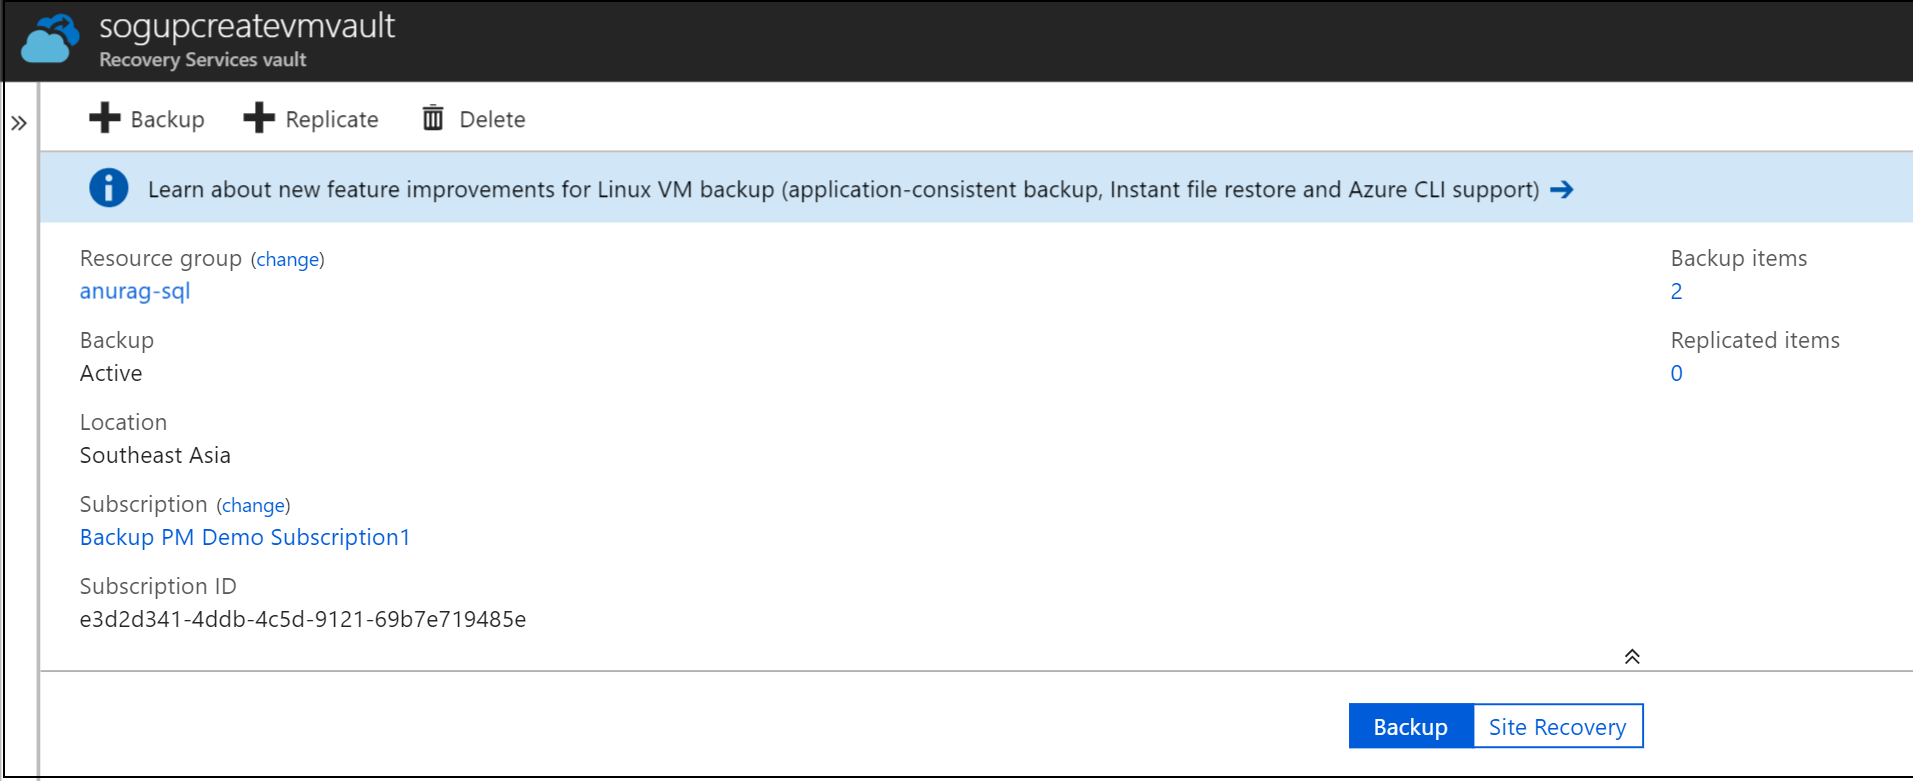 sogupcreatevmvault
Recovery Services vault
Backup Replicate Delete
Learn about new feature improvements for Linux VM backup (application-consistent backup, Instant file restore and Azure CLI support)
Resource group (change)
anurag-sql
Backup
Active
Location
Southeast Asia
Subscription (change)
Backup PM Demo Subscription1
Subscription ID
e3d2d341-4ddb-4c5d-9121-69b7e719485e
Backup items
2
Replicated items
0
Backup Site Recovery